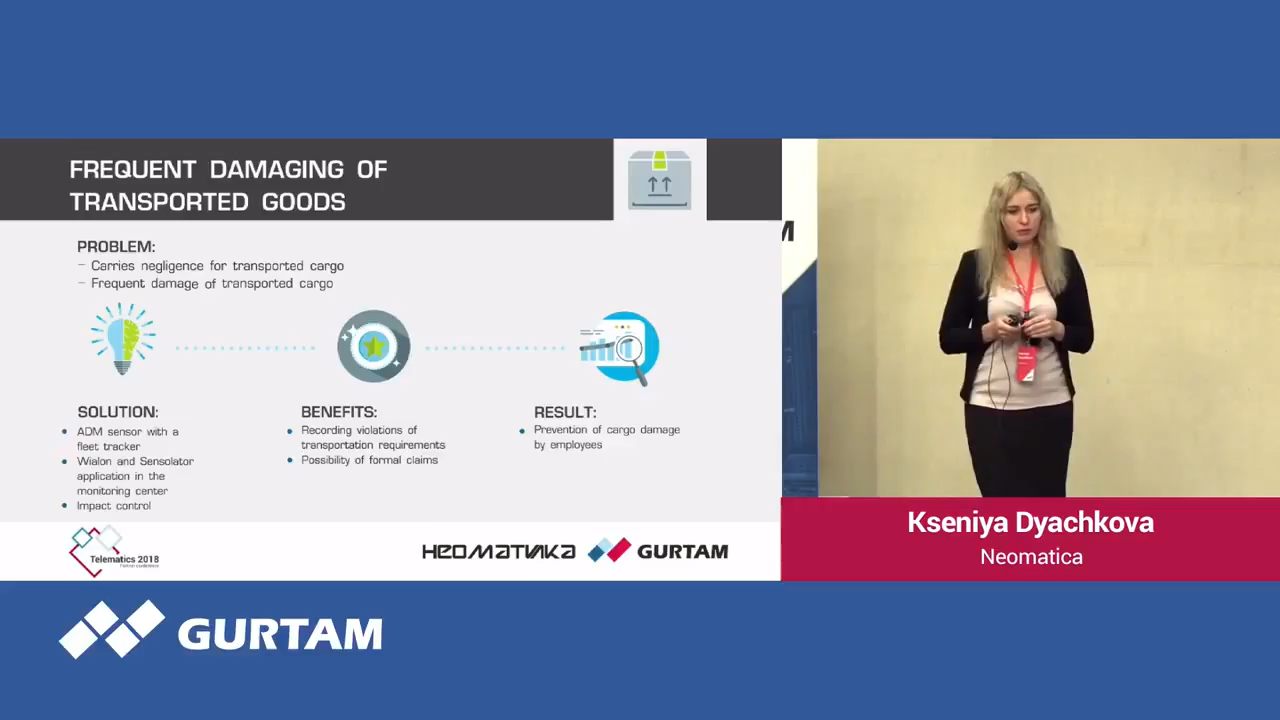 FREQUENT DAMAGING OF
TRANSPORTED GOODS
PROBLEM:
– Carries negligence for transported cargo
– Frequent damage of transported cargo
SOLUTION:
• ADM sensor with a
fleet tracker
• Wialon and Sensolator
application in the
monitoring center
• Impact control
BENEFITS:
• Recording violations of
transportation requirements
• Possibility of formal claims
RESULT:
• Prevention of cargo damage
by employees
Telematics 2018
НЕОМАТИКА
GURTAM
M
Kseniya Dyachkova
Neomatica
GURTAM